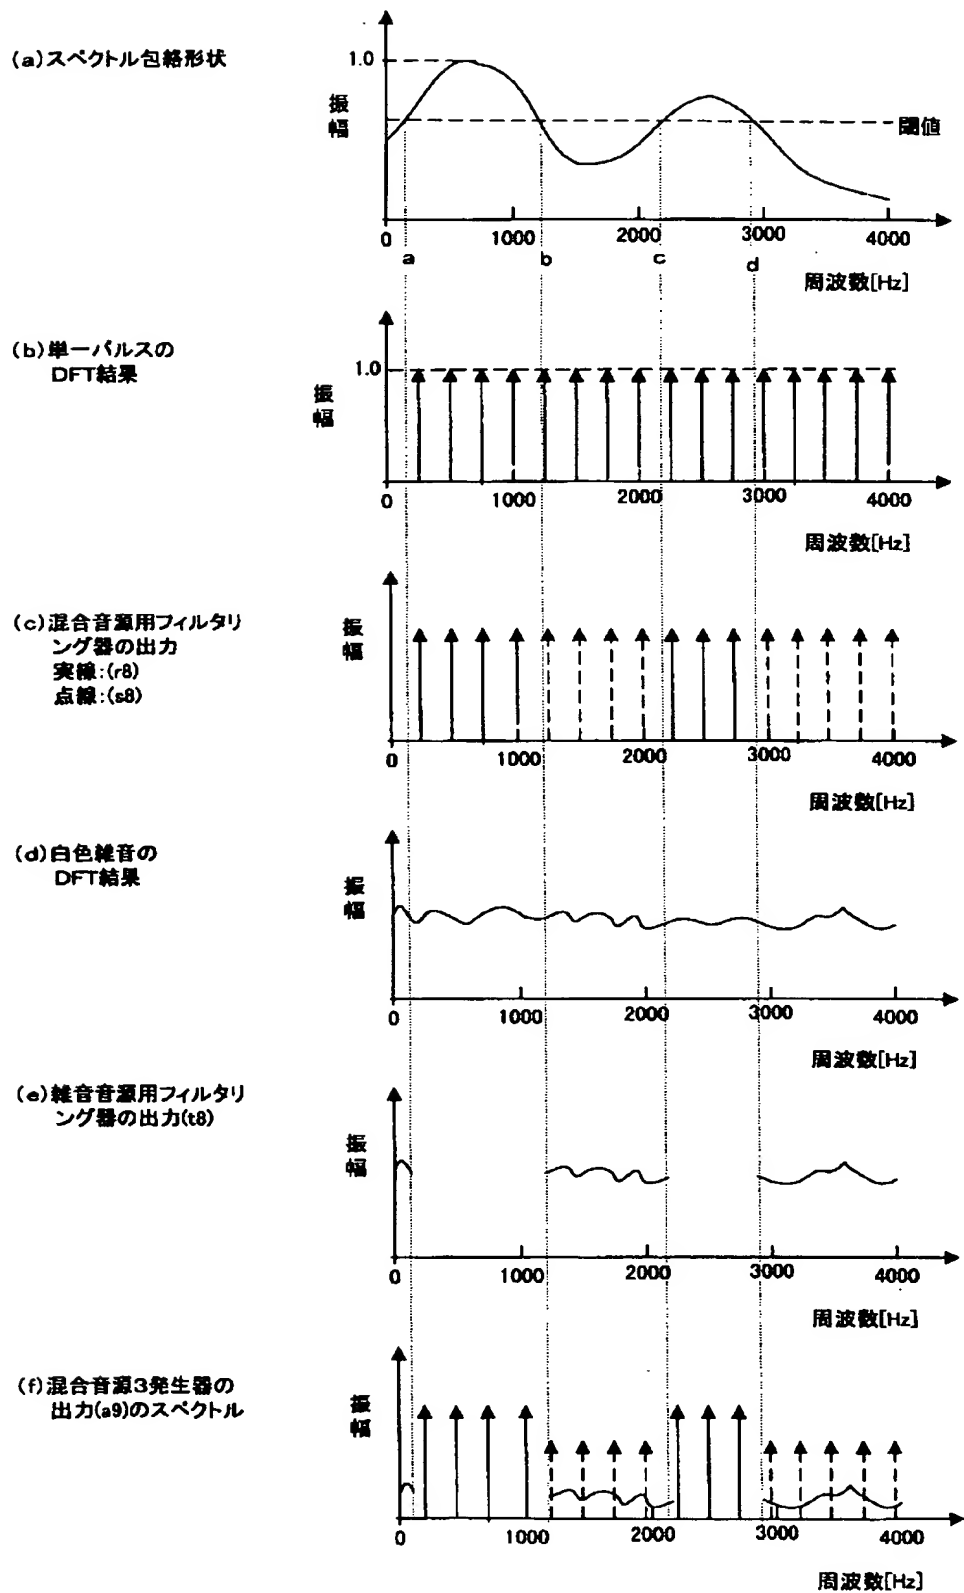 (a)スペクトル包絡形状
1.0
振
幅
閾値
0
1000
2000
3000
4000
a
b
c
d
周波数[Hz]
(b)単一パルスの
DFT結果
1.0
振
幅
0
1000
2000
3000
4000
周波数[Hz]
(c)混合音源用フィルタリ
ング器の出力
実線:(r8)
点線:(s8)
振
幅
0
1000
2000
3000
4000
周波数[Hz]
(d)白色雑音の
DFT結果
振
幅
0
1000
2000
3000
4000
周波数[Hz]
(e)雑音音源用フィルタリ
ング器の出力(t8)
振
幅
0
1000
2000
3000
4000
周波数[Hz]
(f)混合音源3発生器の
出力(a9)のスペクトル
振
幅
0
1000
2000
3000
4000
周波数[Hz]